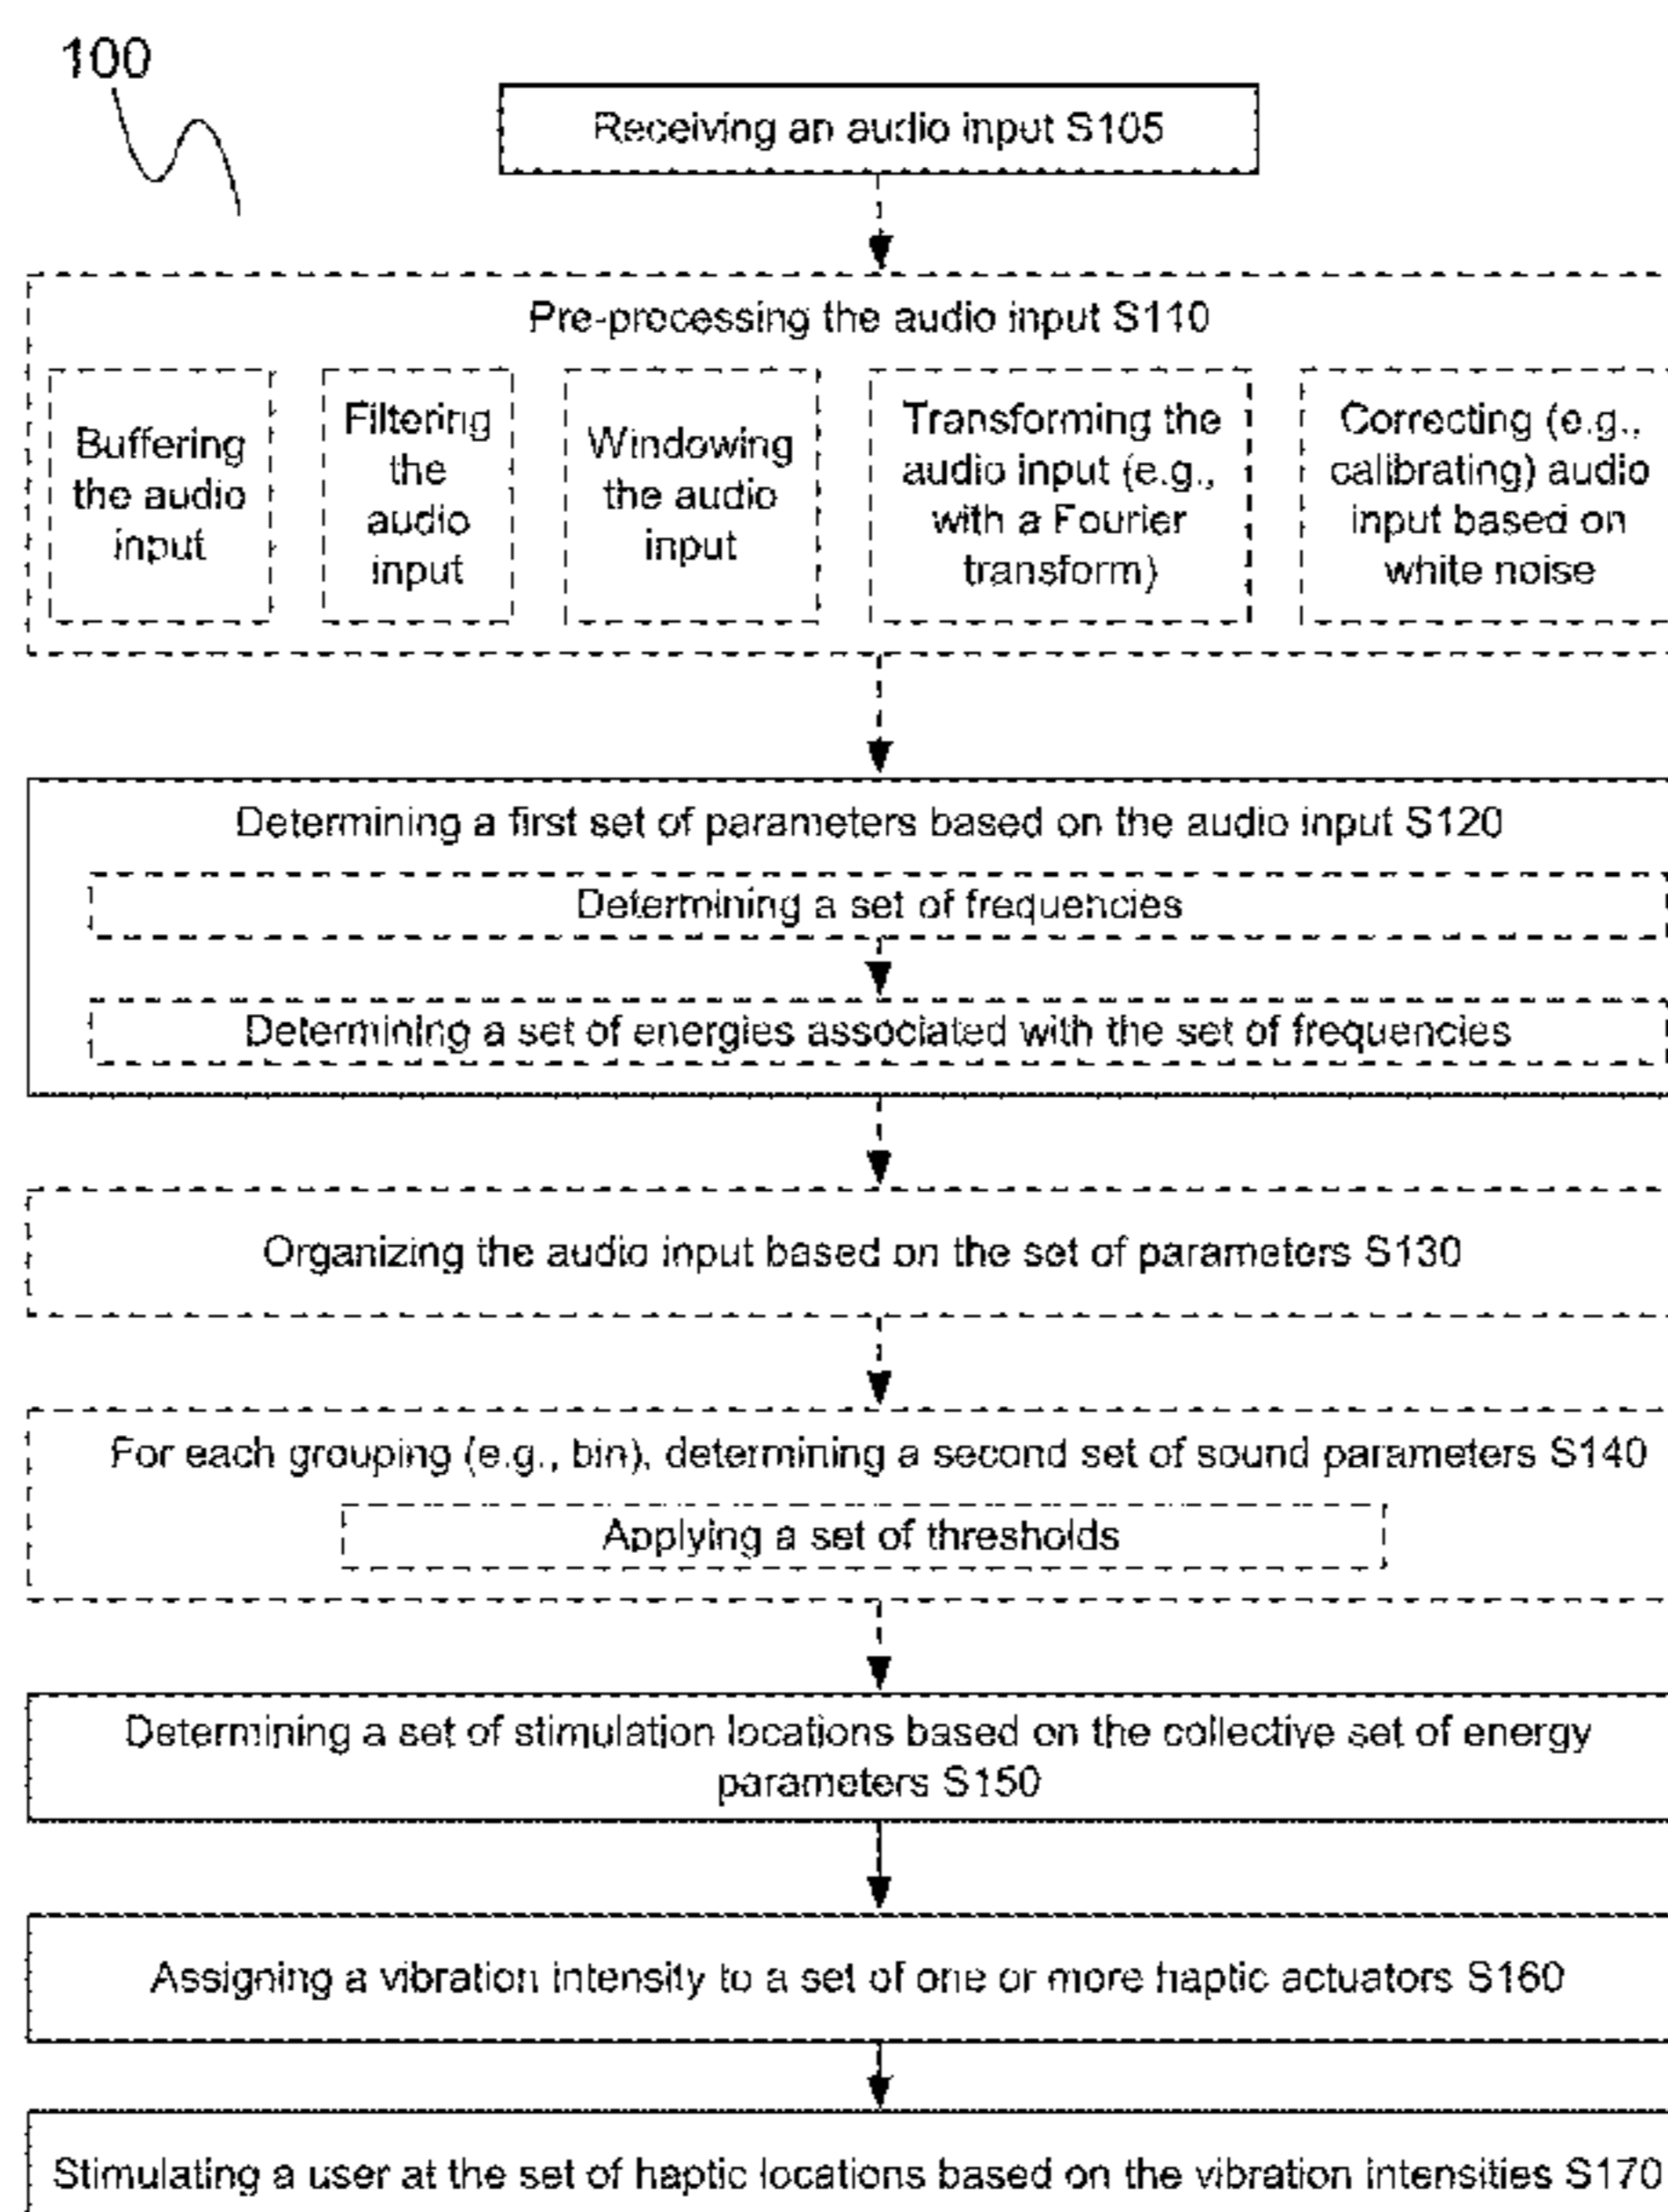 100
Receiving an audio input S105
Pre-processing the audio input S110
Buffering
the audio
input
Filtering
the
audio
input
Windowing
the audio
input
Transforming the
audio input (e.g.,
with a Fourier
transform)
Correcting (e.g.,
calibrating) audio
input based on
white noise
Determining a first set of parameters based on the audio input S120
Determining a set of frequencies
Determining a set of energies associated with the set of frequencies
Organizing the audio input based on the set of parameters S130
For each grouping (e.g., bin), determining a second set of sound parameters S140
Applying a set of thresholds
Determining a set of stimulation locations based on the collective set of energy
parameters S150
Assigning a vibration intensity to a set of one or more haptic actuators S160
Stimulating a user at the set of haptic locations based on the vibration intensities S170